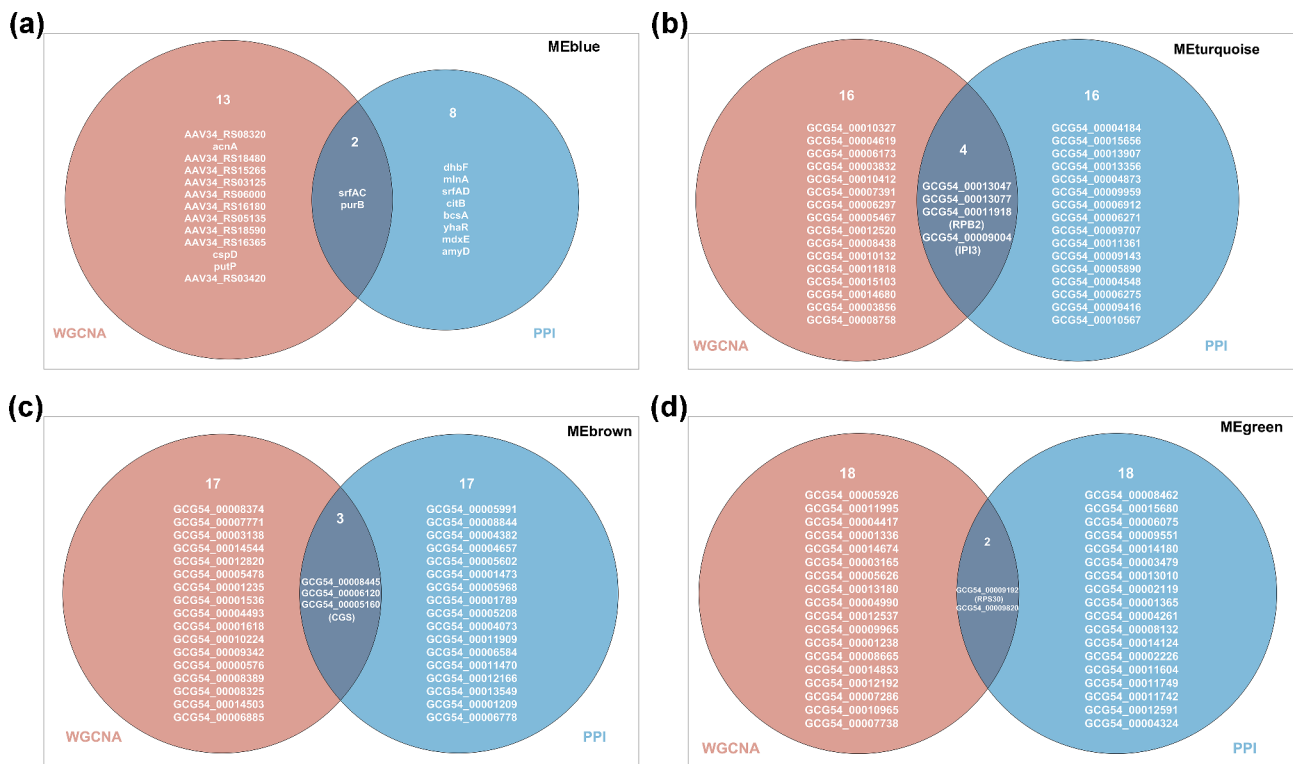 (a)
MEblue
13
AAV34_RS08320
acnA
AAV34_RS18480
AAV34_RS15265
AAV34_RS03125
AAV34_RS06000
AAV34_RS16180
AAV34_RS05135
AAV34_RS18590
AAV34_RS16365
cspD
putP
AAV34_RS03420
2
srfAC
purB
8
dhbF
mlnA
srfAD
citB
bcsA
yhaR
mdxE
amyD
WGCNA
PPI
(b)
MEturquoise
16
GCG54_00010327
GCG54_00004619
GCG54_00006173
GCG54_00003832
GCG54_00010412
GCG54_00007391
GCG54_00006297
GCG54_00005467
GCG54_00012520
GCG54_00008438
GCG54_00010132
GCG54_00011818
GCG54_00015103
GCG54_00014680
GCG54_00003856
GCG54_00008758
4
GCG54_00013047
GCG54_00013077
GCG54_00011918
(RPB2)
GCG54_00009004
(IPI3)
16
GCG54_00004184
GCG54_00015656
GCG54_00013907
GCG54_00013356
GCG54_00004873
GCG54_00009959
GCG54_00006912
GCG54_00006271
GCG54_00009707
GCG54_00011361
GCG54_00009143
GCG54_00005890
GCG54_00004548
GCG54_00006275
GCG54_00009416
GCG54_00010567
WGCNA
PPI
(c)
MEbrown
17
GCG54_00008374
GCG54_00007771
GCG54_00003138
GCG54_00014544
GCG54_00012820
GCG54_00005478
GCG54_00001235
GCG54_00001536
GCG54_00004493
GCG54_00001618
GCG54_00010224
GCG54_00009342
GCG54_00000576
GCG54_00008389
GCG54_00008325
GCG54_00014503
GCG54_00006885
3
GCG54_00008445
GCG54_00006120
GCG54_00005160
(CGS)
17
GCG54_00005991
GCG54_00008844
GCG54_00004382
GCG54_00004657
GCG54_00005602
GCG54_00001473
GCG54_00005968
GCG54_00001789
GCG54_00005208
GCG54_00004073
GCG54_00011909
GCG54_00006584
GCG54_00011470
GCG54_00012166
GCG54_00013549
GCG54_00001209
GCG54_00006778
WGCNA
PPI
(d)
MEgreen
18
GCG54_00005926
GCG54_00011995
GCG54_00004417
GCG54_00001336
GCG54_00014674
GCG54_00003165
GCG54_00005626
GCG54_00013180
GCG54_00004990
GCG54_00012537
GCG54_00009965
GCG54_00001238
GCG54_00008665
GCG54_00014853
GCG54_00012192
GCG54_00007286
GCG54_00010965
GCG54_00007738
2
GCG54_00009192
(RPS30)
GCG54_00009820
18
GCG54_00008462
GCG54_00015680
GCG54_00006075
GCG54_00009551
GCG54_00014180
GCG54_00003479
GCG54_00013010
GCG54_00002119
GCG54_00001365
GCG54_00004261
GCG54_00008132
GCG54_00014124
GCG54_00002226
GCG54_00011604
GCG54_00011749
GCG54_00011742
GCG54_00012591
GCG54_00004324
WGCNA
PPI